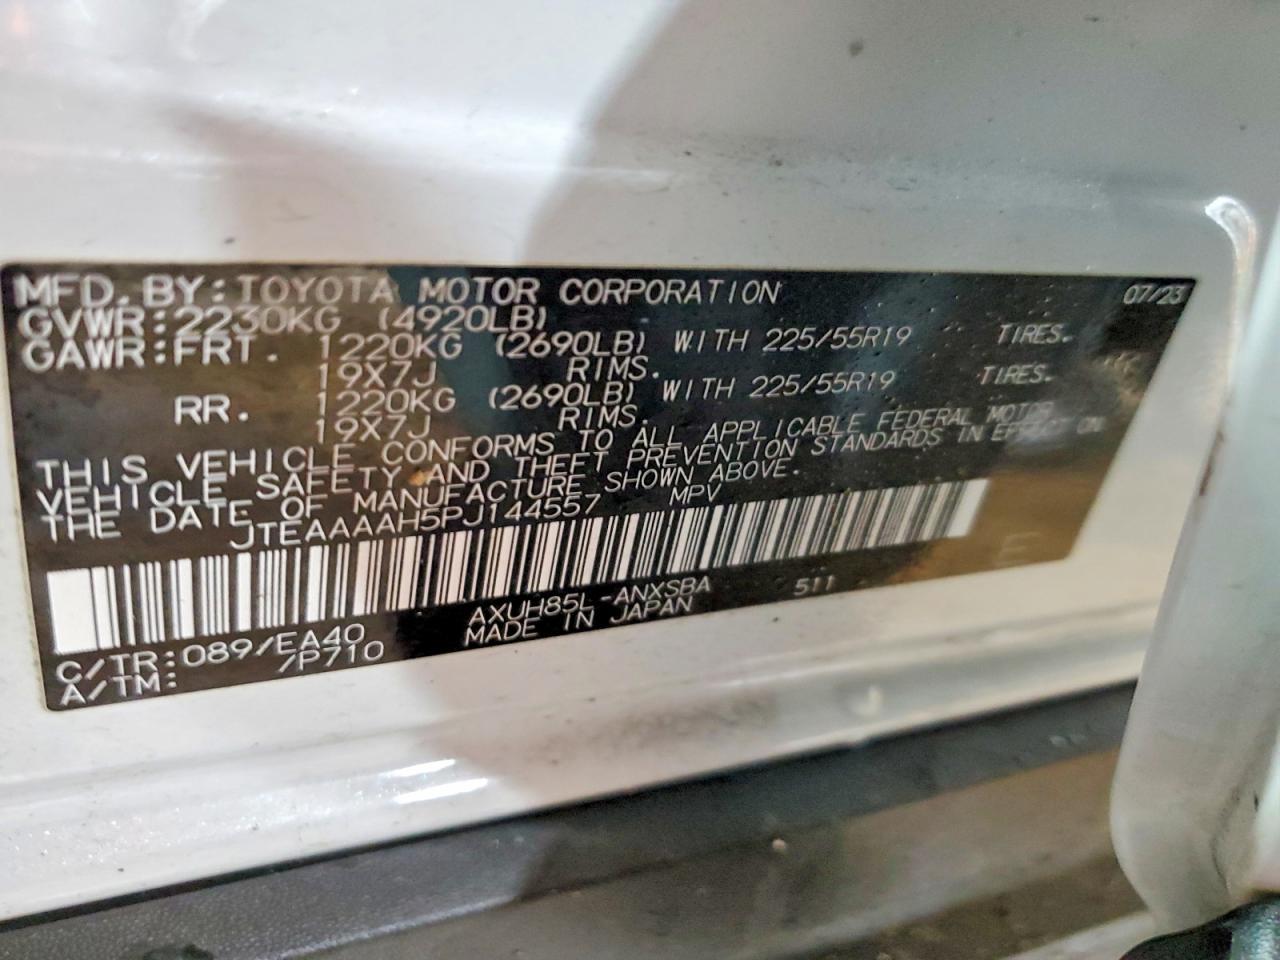 MFD. BY: TOYOTA MOTOR CORPORATION 07/23
GVWR: 2230KG (4920LB)
GAWR: FRT. 1220KG (2690LB) WITH 225/55R19 TIRES.
19X7J RIMS.
RR. 1220KG (2690LB) WITH 225/55R19 TIRES.
19X7J RIMS.
THIS VEHICLE CONFORMS TO ALL APPLICABLE FEDERAL MOTOR
VEHICLE SAFETY AND THEFT PREVENTION STANDARDS IN EFFECT ON
THE DATE OF MANUFACTURE SHOWN ABOVE.
JTEAAAAH5PJ144557 MPV
E
AXUH85L-ANXSBA 511
C/TR: 089/EA40 MADE IN JAPAN
A/TM: /P710